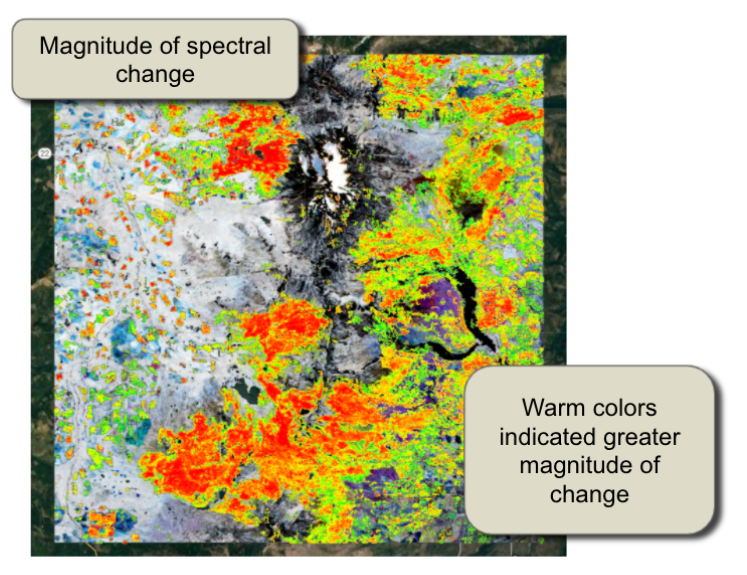 Magnitude of spectral
change
22
Warm colors
indicated greater
magnitude of
change